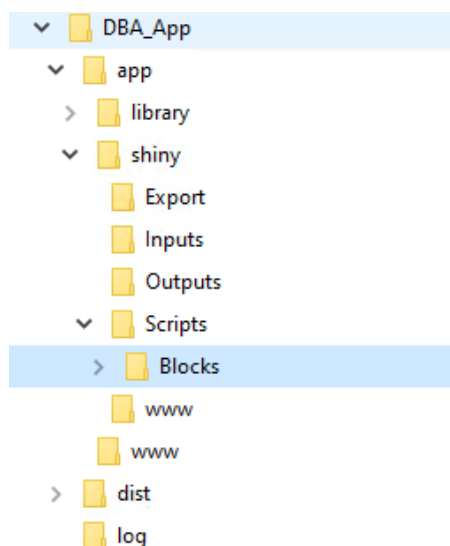 DBA_App
app
library
shiny
Export
Inputs
Outputs
Scripts
Blocks
www
www
dist
log